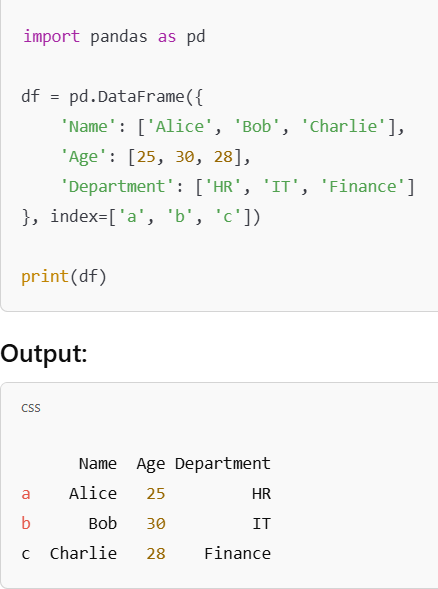 import pandas as pd
df = pd.DataFrame({
    'Name': ['Alice', 'Bob', 'Charlie'],
    'Age': [25, 30, 28],
    'Department': ['HR', 'IT', 'Finance']
}, index=['a', 'b', 'c'])
print(df)
Output:
css
      Name  Age Department
a    Alice   25         HR
b      Bob   30         IT
c  Charlie   28    Finance